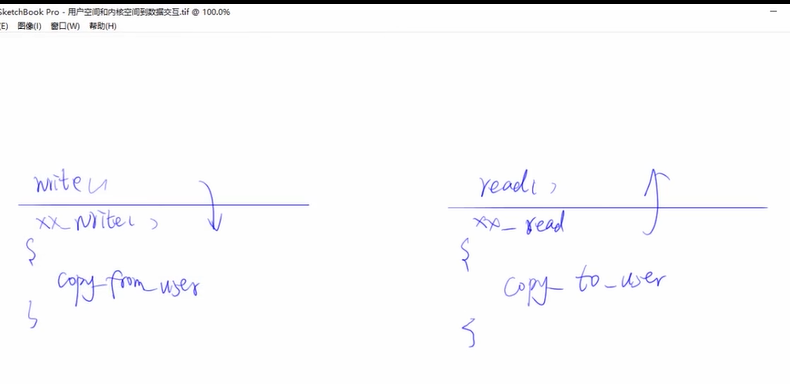 SketchBook Pro - 用户空间和内核空间到数据交互.tif @ 100.0%
(E) 图像(I) 窗口(W) 帮助(H)
write()
xx_write()
{
copy_from_user
}
read()
xx_read
{
copy_to_user
{